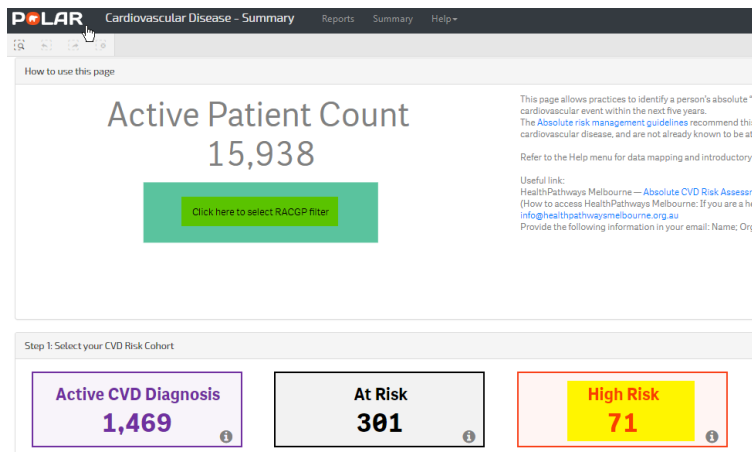 POLAR Cardiovascular Disease - Summary Reports Summary Help
How to use this page
Active Patient Count
15,938
Click here to select RACGP filter
This page allows practices to identify a person's absolute "
cardiovascular event within the next five years.
The Absolute risk management guidelines recommend this
cardiovascular disease, and are not already known to be at
Refer to the Help menu for data mapping and introductory
Useful link:
HealthPathways Melbourne — Absolute CVD Risk Assessm
(How to access HealthPathways Melbourne: If you are a he
info@healthpathwaysmelbourne.org.au
Provide the following information in your email: Name; Org
Step 1: Select your CVD Risk Cohort
Active CVD Diagnosis
1,469
At Risk
301
High Risk
71